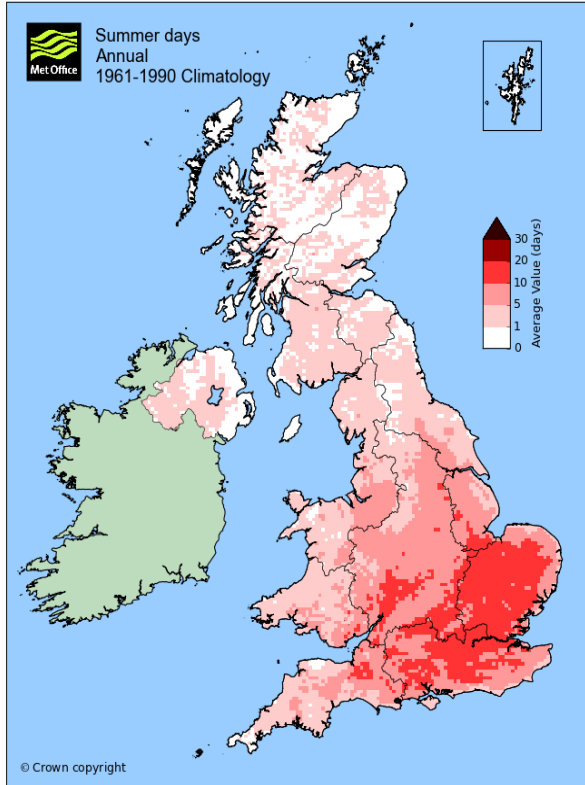 Met Office
Summer days
Annual
1961-1990 Climatology
30
20
10
5
1
0
Average Value (days)
© Crown copyright